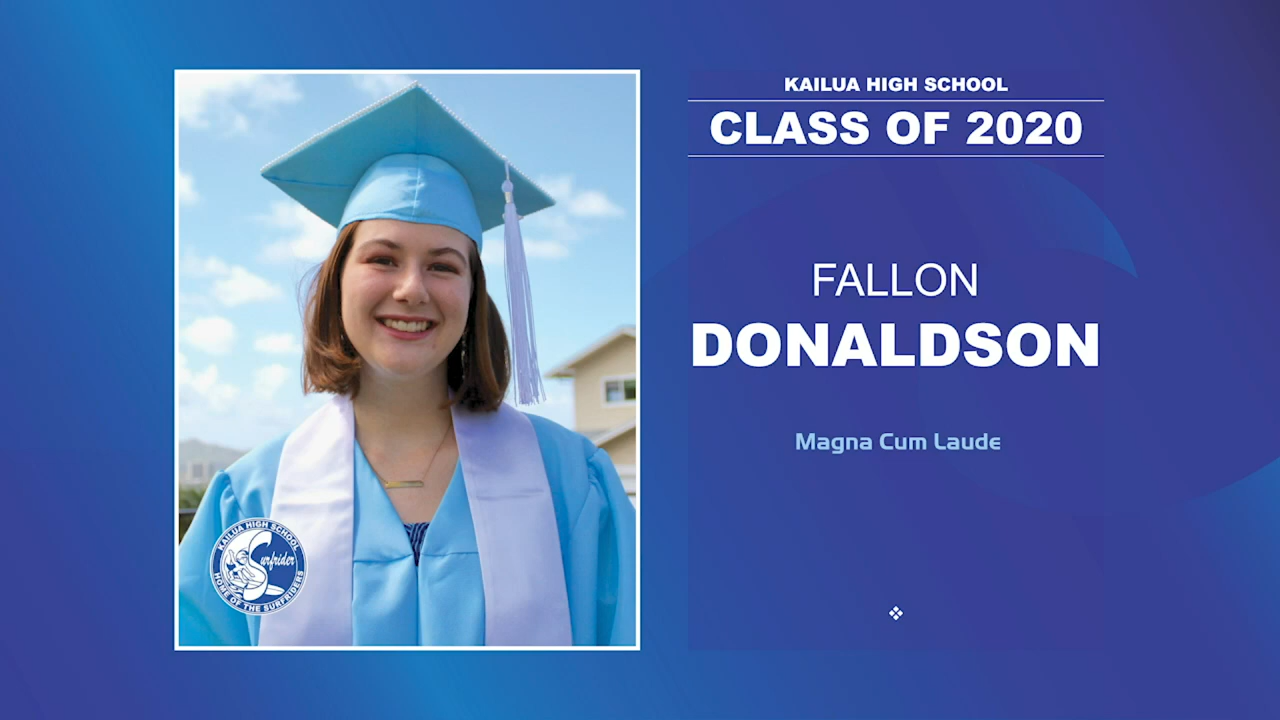 KAILUA HIGH SCHOOL
CLASS OF 2020
FALLON
DONALDSON
Magna Cum Laude
KAILUA HIGH SCHOOL
Surfrider
HOME OF THE SURFRIDERS